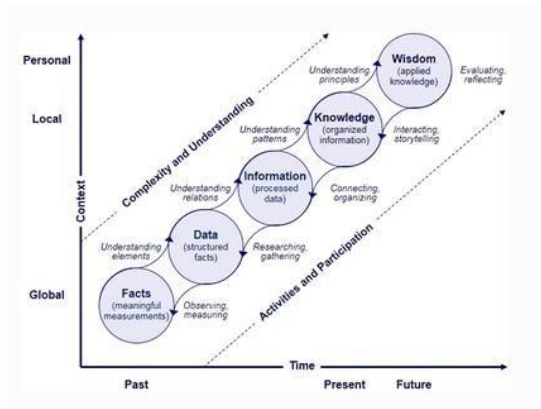 Personal
Wisdom
(applied
knowledge)
Understanding
principles
Evaluating,
reflecting
Local
Knowledge
(organized
information)
Understanding
patterns
Interacting,
storytelling
Complexity and Understanding
Information
(processed
data)
Understanding
relations
Connecting,
organizing
Context
Data
(structured
facts)
Understanding
elements
Researching,
gathering
Activities and Participation
Global
Facts
(meaningful
measurements)
Observing,
measuring
Time
Past
Present
Future